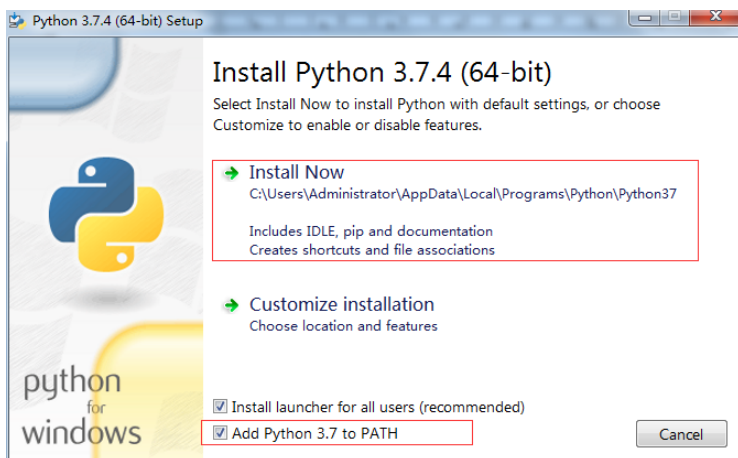 Python 3.7.4 (64-bit) Setup
Install Python 3.7.4 (64-bit)
Select Install Now to install Python with default settings, or choose
Customize to enable or disable features.
Install Now
C:\Users\Administrator\AppData\Local\Programs\Python\Python37
Includes IDLE, pip and documentation
Creates shortcuts and file associations
Customize installation
Choose location and features
python
for
windows
Install launcher for all users (recommended)
Add Python 3.7 to PATH
Cancel